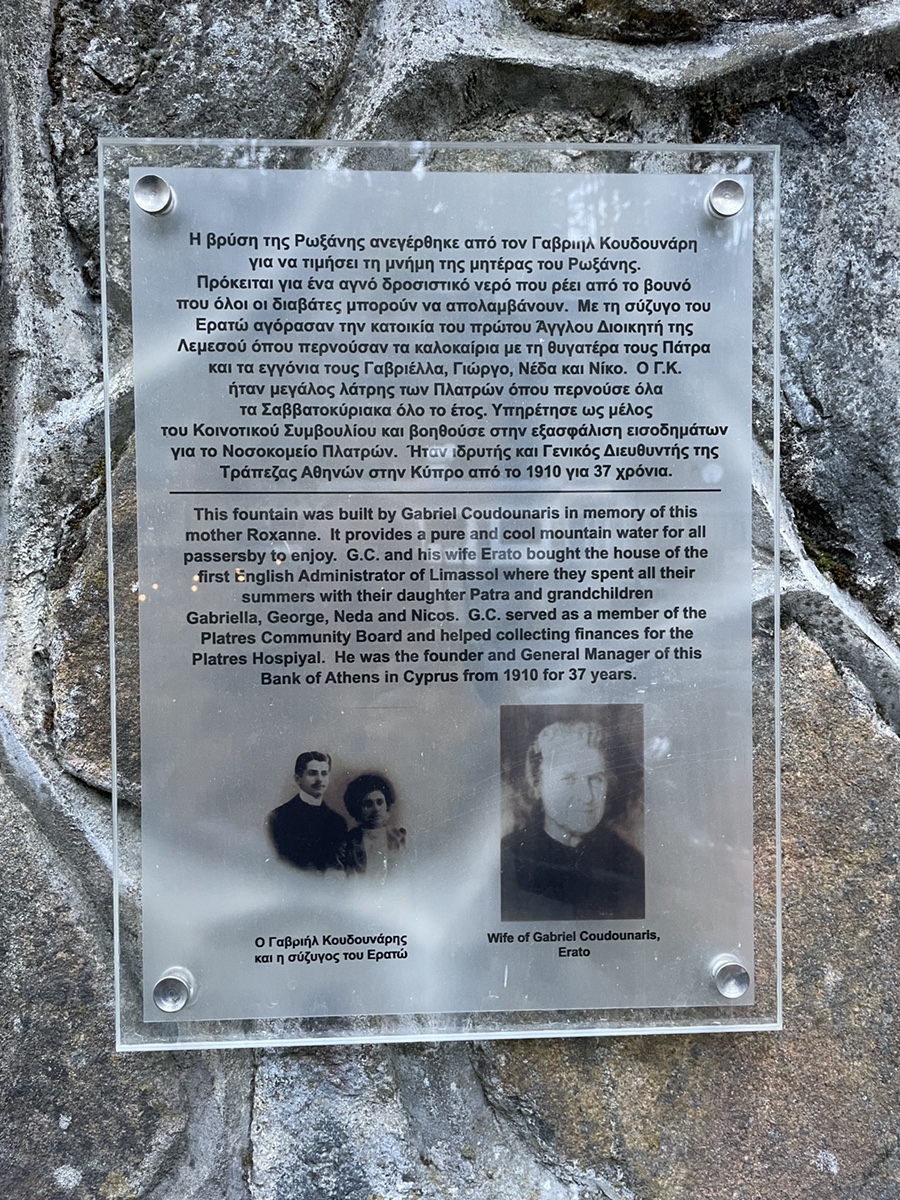 Η βρύση της Ρωξάνης ανεγέρθηκε από τον Γαβριήλ Κουδουνάρη
για να τιμήσει τη μνήμη της μητέρας του Ρωξάνης.
Πρόκειται για ένα αγνό δροσιστικό νερό που ρέει από το βουνό
που όλοι οι διαβάτες μπορούν να απολαμβάνουν. Με τη σύζυγο του
Ερατώ αγόρασαν την κατοικία του πρώτου Άγγλου Διοικητή της
Λεμεσού όπου περνούσαν τα καλοκαίρια με τη θυγατέρα τους Πάτρα
και τα εγγόνια τους Γαβριέλλα, Γιώργο, Νέδα και Νίκο. Ο Γ.Κ.
ήταν μεγάλος λάτρης των Πλατρών όπου περνούσε όλα
τα Σαββατοκύριακα όλο το έτος. Υπηρέτησε ως μέλος
του Κοινοτικού Συμβουλίου και βοηθούσε στην εξασφάλιση εισοδημάτων
για το Νοσοκομείο Πλατρών. Ήταν ιδρυτής και Γενικός Διευθυντής της
Τράπεζας Αθηνών στην Κύπρο από το 1910 για 37 χρόνια.
This fountain was built by Gabriel Coudounaris in memory of this
mother Roxanne. It provides a pure and cool mountain water for all
passersby to enjoy. G.C. and his wife Erato bought the house of the
first English Administrator of Limassol where they spent all their
summers with their daughter Patra and grandchildren
Gabriella, George, Neda and Nicos. G.C. served as a member of the
Platres Community Board and helped collecting finances for the
Platres Hospiyal. He was the founder and General Manager of this
Bank of Athens in Cyprus from 1910 for 37 years.
Ο Γαβριήλ Κουδουνάρης
και η σύζυγος του Ερατώ
Wife of Gabriel Coudounaris,
Erato